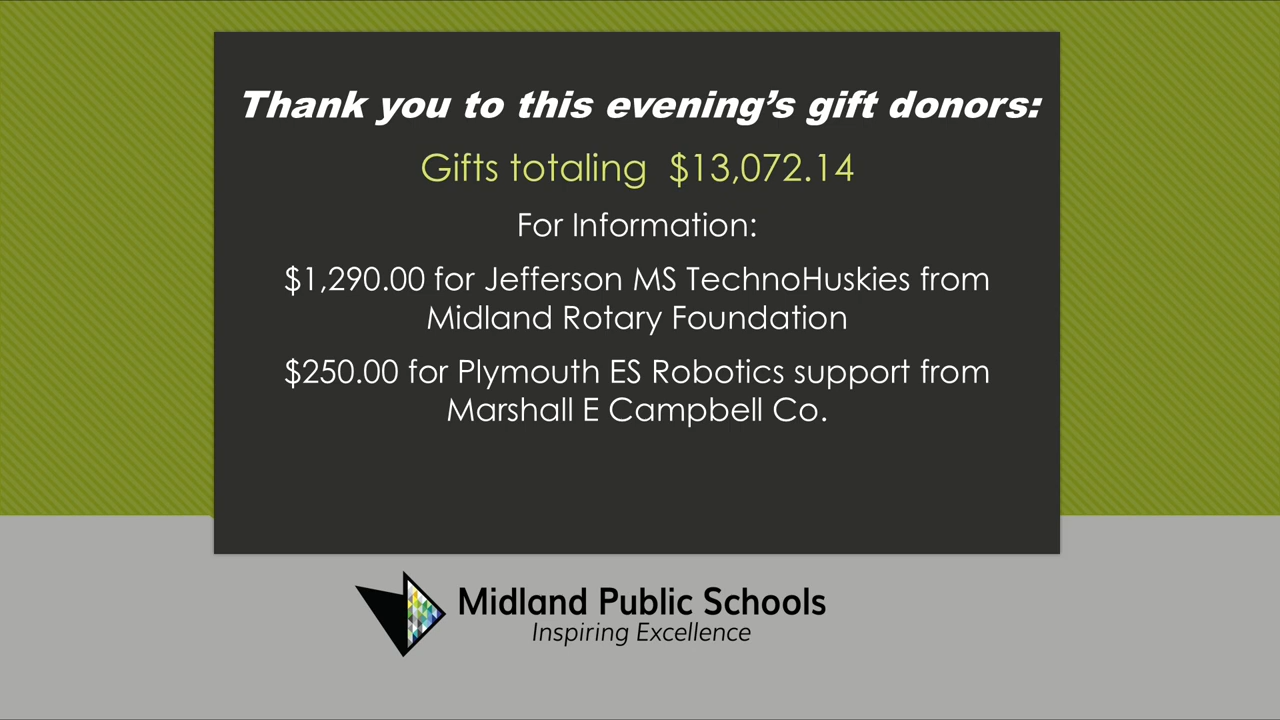 Thank you to this evening’s gift donors:
Gifts totaling $13,072.14
For Information:
$1,290.00 for Jefferson MS TechnoHuskies from
Midland Rotary Foundation
$250.00 for Plymouth ES Robotics support from
Marshall E Campbell Co.
Midland Public Schools
Inspiring Excellence